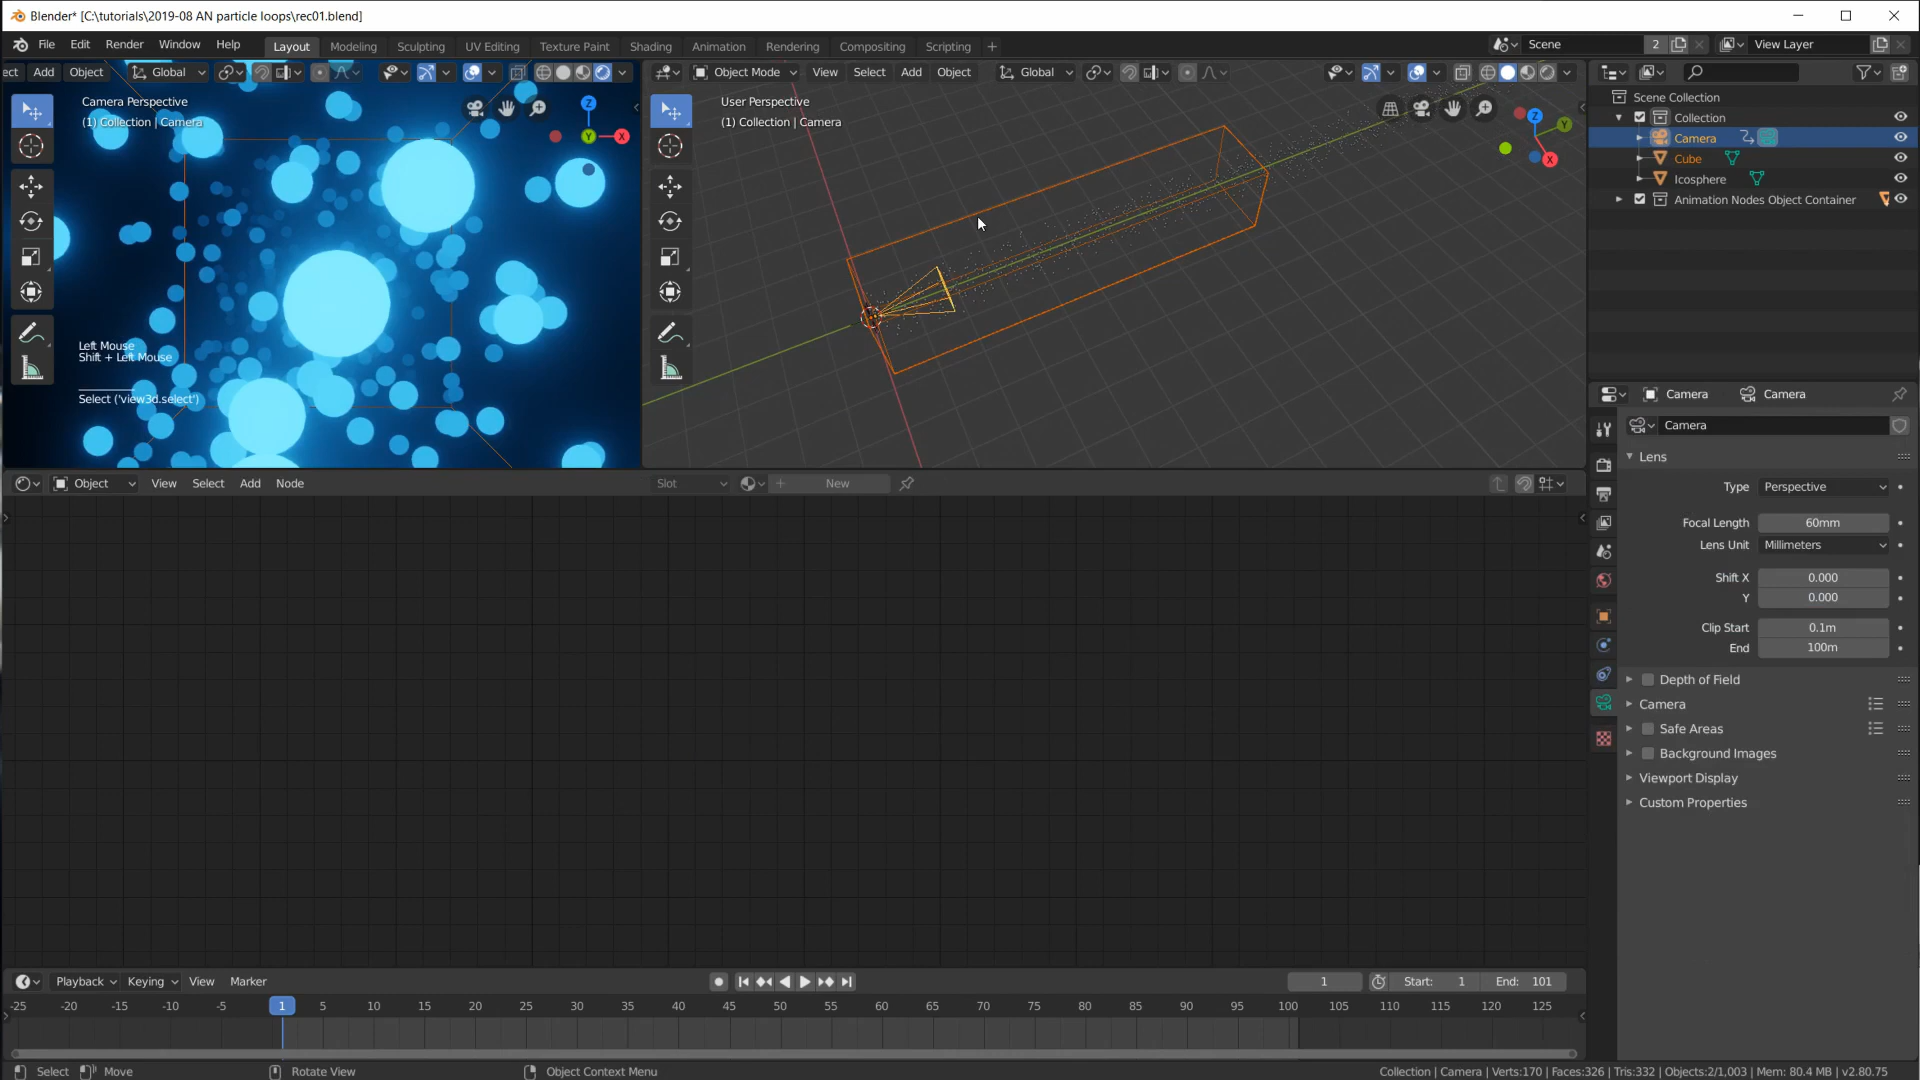 Blender* [C:\tutorials\2019-08 AN particle loops\rec01.blend]
File Edit Render Window Help Layout Modeling Sculpting UV Editing Texture Paint Shading Animation Rendering Compositing Scripting + Scene 2 View Layer
ect Add Object Global
Object Mode View Select Add Object Global
Camera Perspective
(1) Collection | Camera
Z
Y
X
User Perspective
(1) Collection | Camera
Z
Y
X
Left Mouse
Shift + Left Mouse
Select ('view3d.select')
Scene Collection
Collection
Camera
Cube
Icosphere
Animation Nodes Object Container
Camera Camera
Camera
Lens
Type Perspective
Focal Length 60mm
Lens Unit Millimeters
Shift X 0.000
Y 0.000
Clip Start 0.1m
End 100m
Depth of Field
Camera
Safe Areas
Background Images
Viewport Display
Custom Properties
Object View Select Add Node Slot + New
Playback Keying View Marker 1 Start: 1 End: 101
-25 -20 -15 -10 -5 1 5 10 15 20 25 30 35 40 45 50 55 60 65 70 75 80 85 90 95 100 105 110 115 120 125
Select Move Rotate View Object Context Menu Collection | Camera | Verts:170 | Faces:326 | Tris:332 | Objects:2/1,003 | Mem: 80.4 MB | v2.80.75